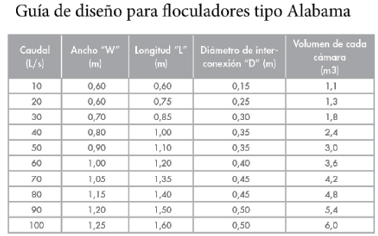 Guía de diseño para floculadores tipo Alabama
Caudal (L/s) | Ancho "W" (m) | Longitud "L" (m) | Diámetro de inter-conexión "D" (m) | Volumen de cada cámara (m3)
10 | 0,60 | 0,60 | 0,15 | 1,1
20 | 0,60 | 0,75 | 0,25 | 1,3
30 | 0,70 | 0,85 | 0,30 | 1,8
40 | 0,80 | 1,00 | 0,35 | 2,4
50 | 0,90 | 1,10 | 0,35 | 3,0
60 | 1,00 | 1,20 | 0,40 | 3,6
70 | 1,05 | 1,35 | 0,45 | 4,2
80 | 1,15 | 1,40 | 0,45 | 4,8
90 | 1,20 | 1,50 | 0,50 | 5,4
100 | 1,25 | 1,60 | 0,50 | 6,0